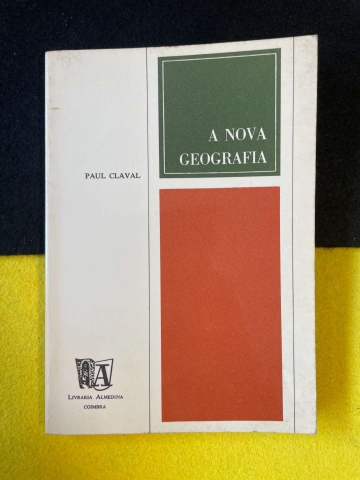 A NOVA
GEOGRAFIA
PAUL CLAVAL
A
LIVRARIA ALMEDINA
COIMBRA